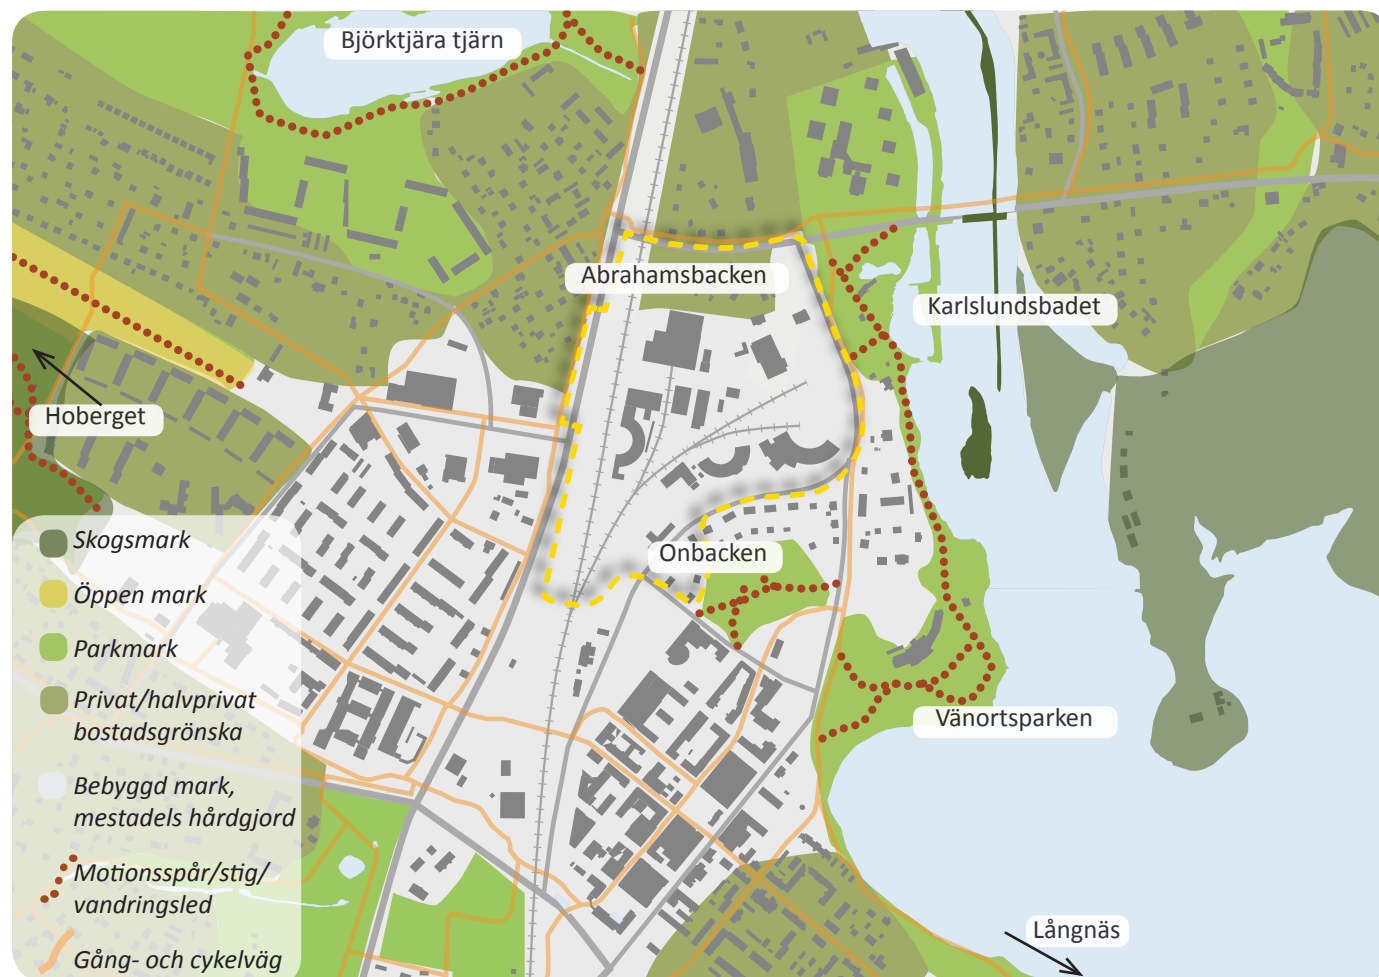 Björktjära tjärn
Abrahamsbacken
Karlslundsbadet
Hoberget
Onbacken
Vänortsparken
Långnäs
Skogsmark
Öppen mark
Parkmark
Privat/halvprivat
bostadsgrönska
Bebyggd mark,
mestadels hårdgjord
Motionsspår/stig/
vandringsled
Gång- och cykelväg